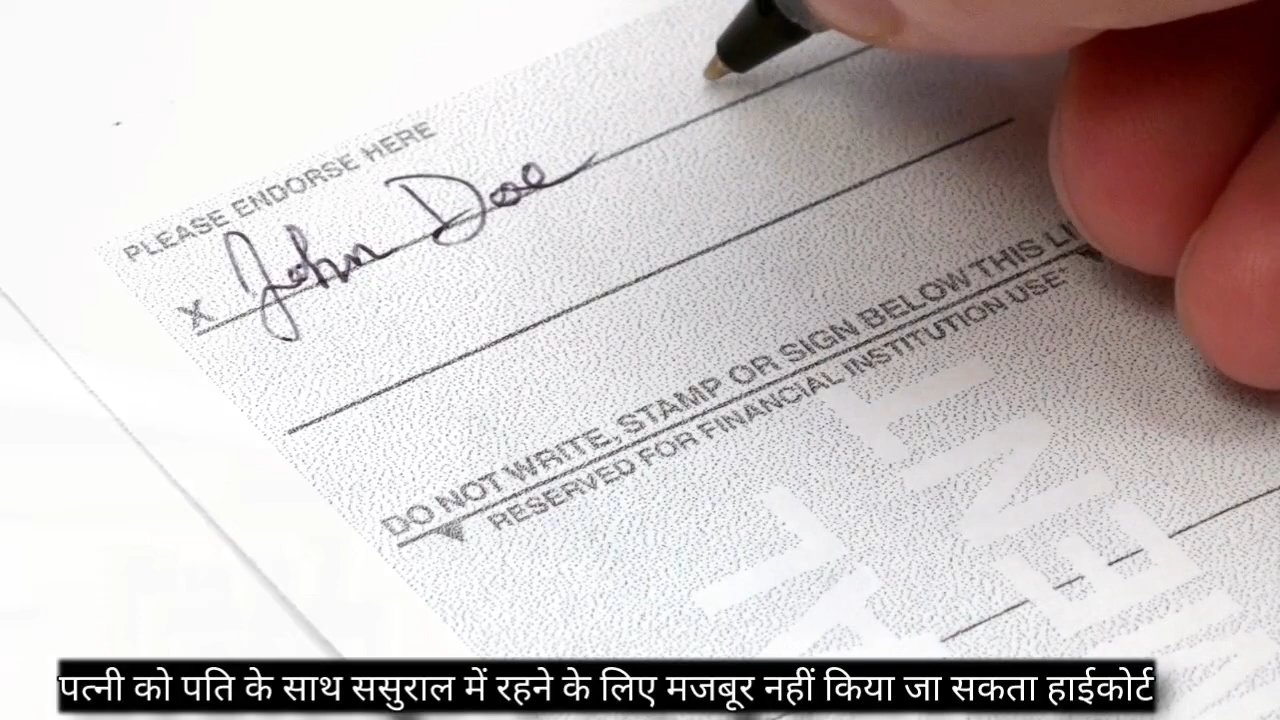 PLEASE ENDORSE HERE
x John Doe
DO NOT WRITE, STAMP OR SIGN BELOW THIS
RESERVED FOR FINANCIAL INSTITUTION USE*
पत्नी को पति के साथ ससुराल में रहने के लिए मजबूर नहीं किया जा सकता हाईकोर्ट